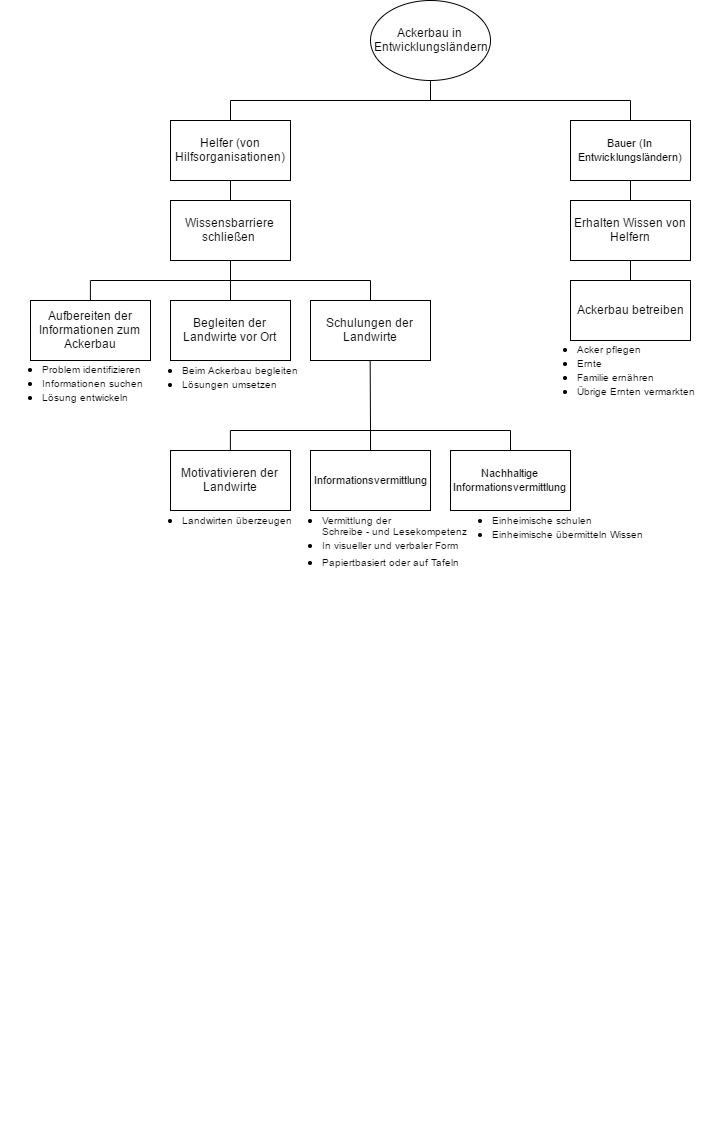 Ackerbau in
Entwicklungsländern
Helfer (von
Hilfsorganisationen)
Bauer (In
Entwicklungsländern)
Wissensbarriere
schließen
Erhalten Wissen von
Helfern
Aufbereiten der
Informationen zum
Ackerbau
Begleiten der
Landwirte vor Ort
Schulungen der
Landwirte
Ackerbau betreiben
Problem identifizieren
Informationen suchen
Lösung entwickeln
Beim Ackerbau begleiten
Lösungen umsetzen
Acker pflegen
Ernte
Familie ernähren
Übrige Ernten vermarkten
Motivativieren der
Landwirte
Informationsvermittlung
Nachhaltige
Informationsvermittlung
Landwirten überzeugen
Vermittlung der
Schreibe - und Lesekompetenz
In visueller und verbaler Form
Papiertbasiert oder auf Tafeln
Einheimische schulen
Einheimische übermitteln Wissen